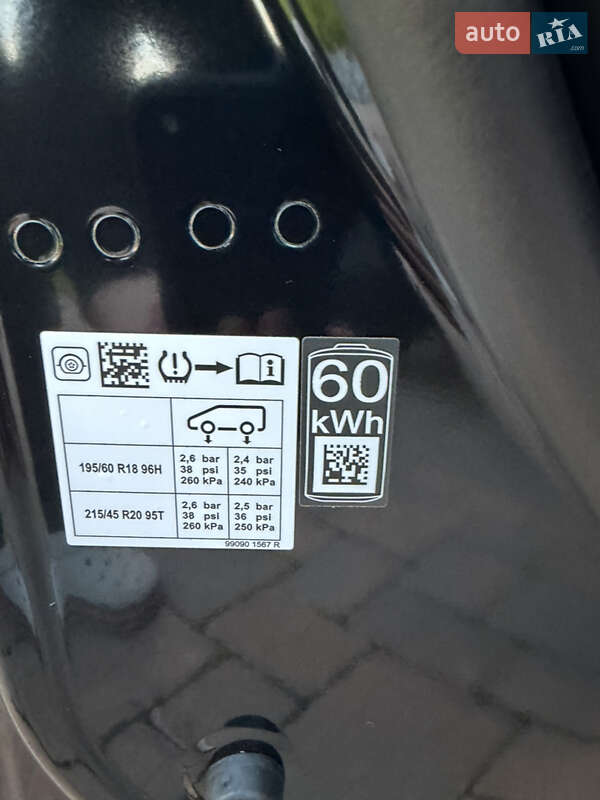 auto RIA
.com
60
kWh
195/60 R18 96H
2,6 bar 2,4 bar
38 psi 35 psi
260 kPa 240 kPa
215/45 R20 95T
2,6 bar 2,5 bar
38 psi 36 psi
260 kPa 250 kPa
99090 1567 R